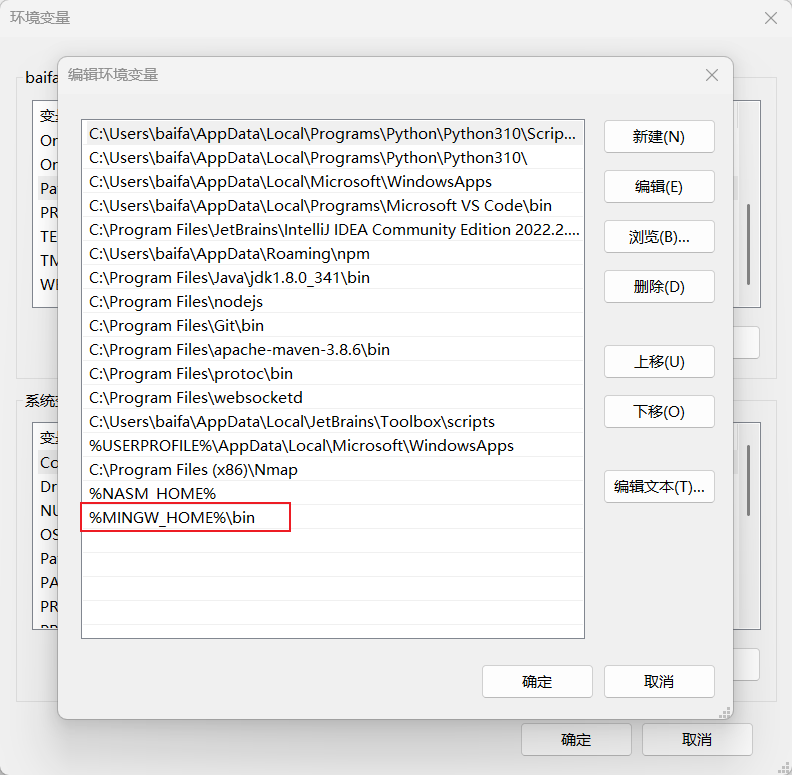 环境变量
编辑环境变量
baifa
变
Or
Or
Pa
PR
TE
TM
WI
C:\Users\baifa\AppData\Local\Programs\Python\Python310\Scrip...
C:\Users\baifa\AppData\Local\Programs\Python\Python310\
C:\Users\baifa\AppData\Local\Microsoft\WindowsApps
C:\Users\baifa\AppData\Local\Programs\Microsoft VS Code\bin
C:\Program Files\JetBrains\IntelliJ IDEA Community Edition 2022.2....
C:\Users\baifa\AppData\Roaming\npm
C:\Program Files\Java\jdk1.8.0_341\bin
C:\Program Files\nodejs
C:\Program Files\Git\bin
C:\Program Files\apache-maven-3.8.6\bin
C:\Program Files\protoc\bin
C:\Program Files\websocketd
C:\Users\baifa\AppData\Local\JetBrains\Toolbox\scripts
%USERPROFILE%\AppData\Local\Microsoft\WindowsApps
C:\Program Files (x86)\Nmap
%NASM_HOME%
%MINGW_HOME%\bin
新建(N)
编辑(E)
浏览(B)...
删除(D)
上移(U)
下移(O)
编辑文本(T)...
系统
变
Co
Dr
NU
OS
Pa
PA
PR
确定
取消
确定
取消